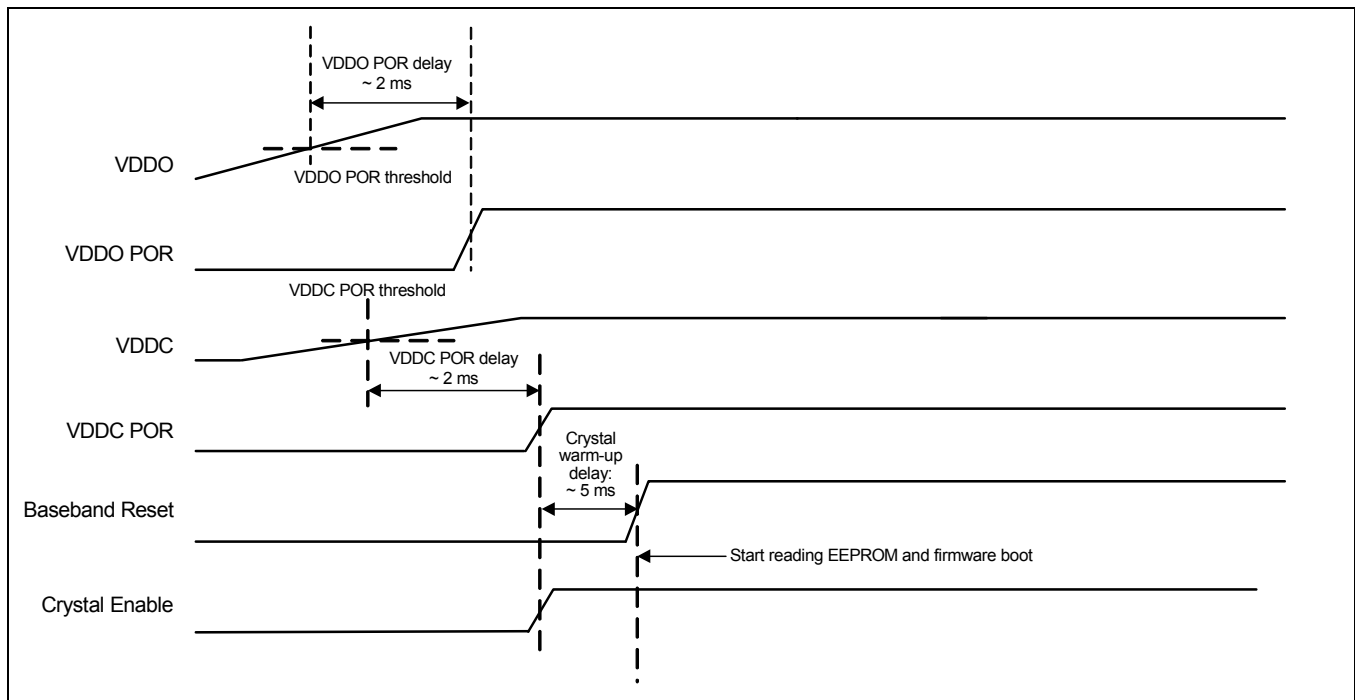 VDDO POR delay
~ 2 ms
VDDO
VDDO POR threshold
VDDO POR
VDDC POR threshold
VDDC
VDDC POR delay
~ 2 ms
VDDC POR
Crystal
warm-up
delay:
~ 5 ms
Baseband Reset
Start reading EEPROM and firmware boot
Crystal Enable